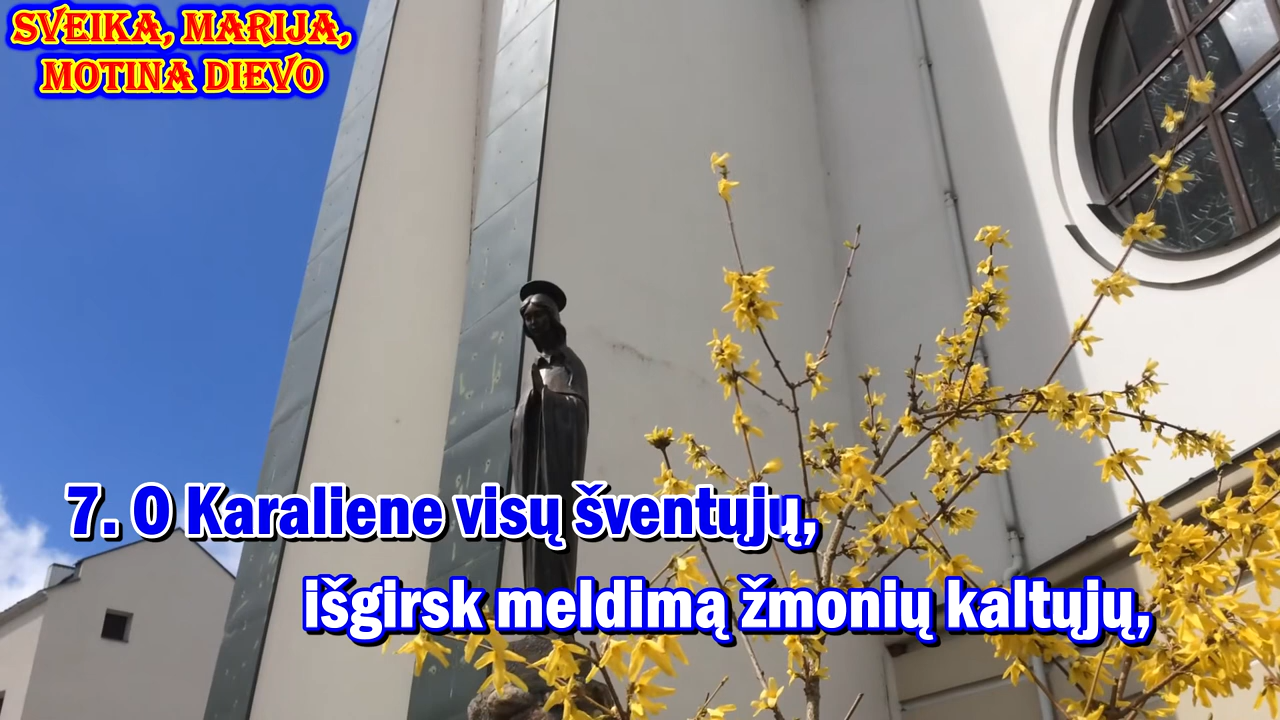 SVEIKA, MARIJA,
MOTINA DIEVO
7. O Karaliene visų šventųjų,
išgirsk meldimą žmonių kaltųjų,